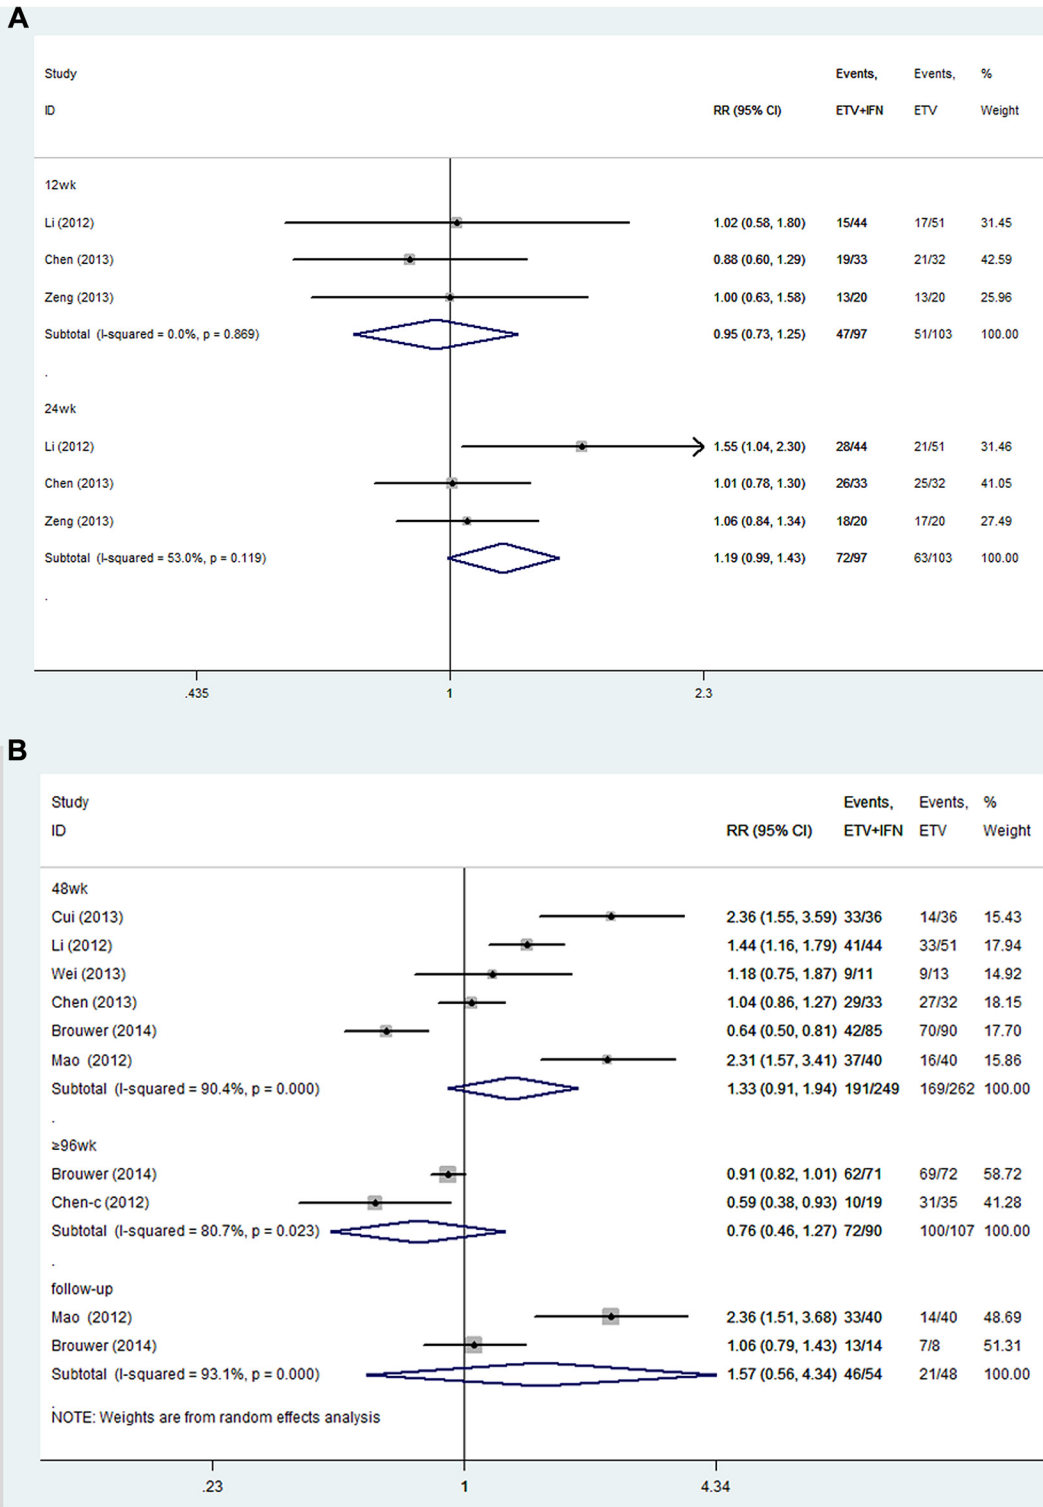 A
Study Events, Events, %
ID RR (95% CI) ETV+IFN ETV Weight
12wk
Li (2012) 1.02 (0.58, 1.80) 15/44 17/51 31.45
Chen (2013) 0.88 (0.60, 1.29) 19/33 21/32 42.59
Zeng (2013) 1.00 (0.63, 1.58) 13/20 13/20 25.96
Subtotal (I-squared = 0.0%, p = 0.869) 0.95 (0.73, 1.25) 47/97 51/103 100.00
.
24wk
Li (2012) 1.55 (1.04, 2.30) 28/44 21/51 31.46
Chen (2013) 1.01 (0.78, 1.30) 26/33 25/32 41.05
Zeng (2013) 1.06 (0.84, 1.34) 18/20 17/20 27.49
Subtotal (I-squared = 53.0%, p = 0.119) 1.19 (0.99, 1.43) 72/97 63/103 100.00
.
.435 1 2.3
B
Study Events, Events, %
ID RR (95% CI) ETV+IFN ETV Weight
48wk
Cui (2013) 2.36 (1.55, 3.59) 33/36 14/36 15.43
Li (2012) 1.44 (1.16, 1.79) 41/44 33/51 17.94
Wei (2013) 1.18 (0.75, 1.87) 9/11 9/13 14.92
Chen (2013) 1.04 (0.86, 1.27) 29/33 27/32 18.15
Brouwer (2014) 0.64 (0.50, 0.81) 42/85 70/90 17.70
Mao (2012) 2.31 (1.57, 3.41) 37/40 16/40 15.86
Subtotal (I-squared = 90.4%, p = 0.000) 1.33 (0.91, 1.94) 191/249 169/262 100.00
.
≥96wk
Brouwer (2014) 0.91 (0.82, 1.01) 62/71 69/72 58.72
Chen-c (2012) 0.59 (0.38, 0.93) 10/19 31/35 41.28
Subtotal (I-squared = 80.7%, p = 0.023) 0.76 (0.46, 1.27) 72/90 100/107 100.00
.
follow-up
Mao (2012) 2.36 (1.51, 3.68) 33/40 14/40 48.69
Brouwer (2014) 1.06 (0.79, 1.43) 13/14 7/8 51.31
Subtotal (I-squared = 93.1%, p = 0.000) 1.57 (0.56, 4.34) 46/54 21/48 100.00
.
NOTE: Weights are from random effects analysis
.23 1 4.34